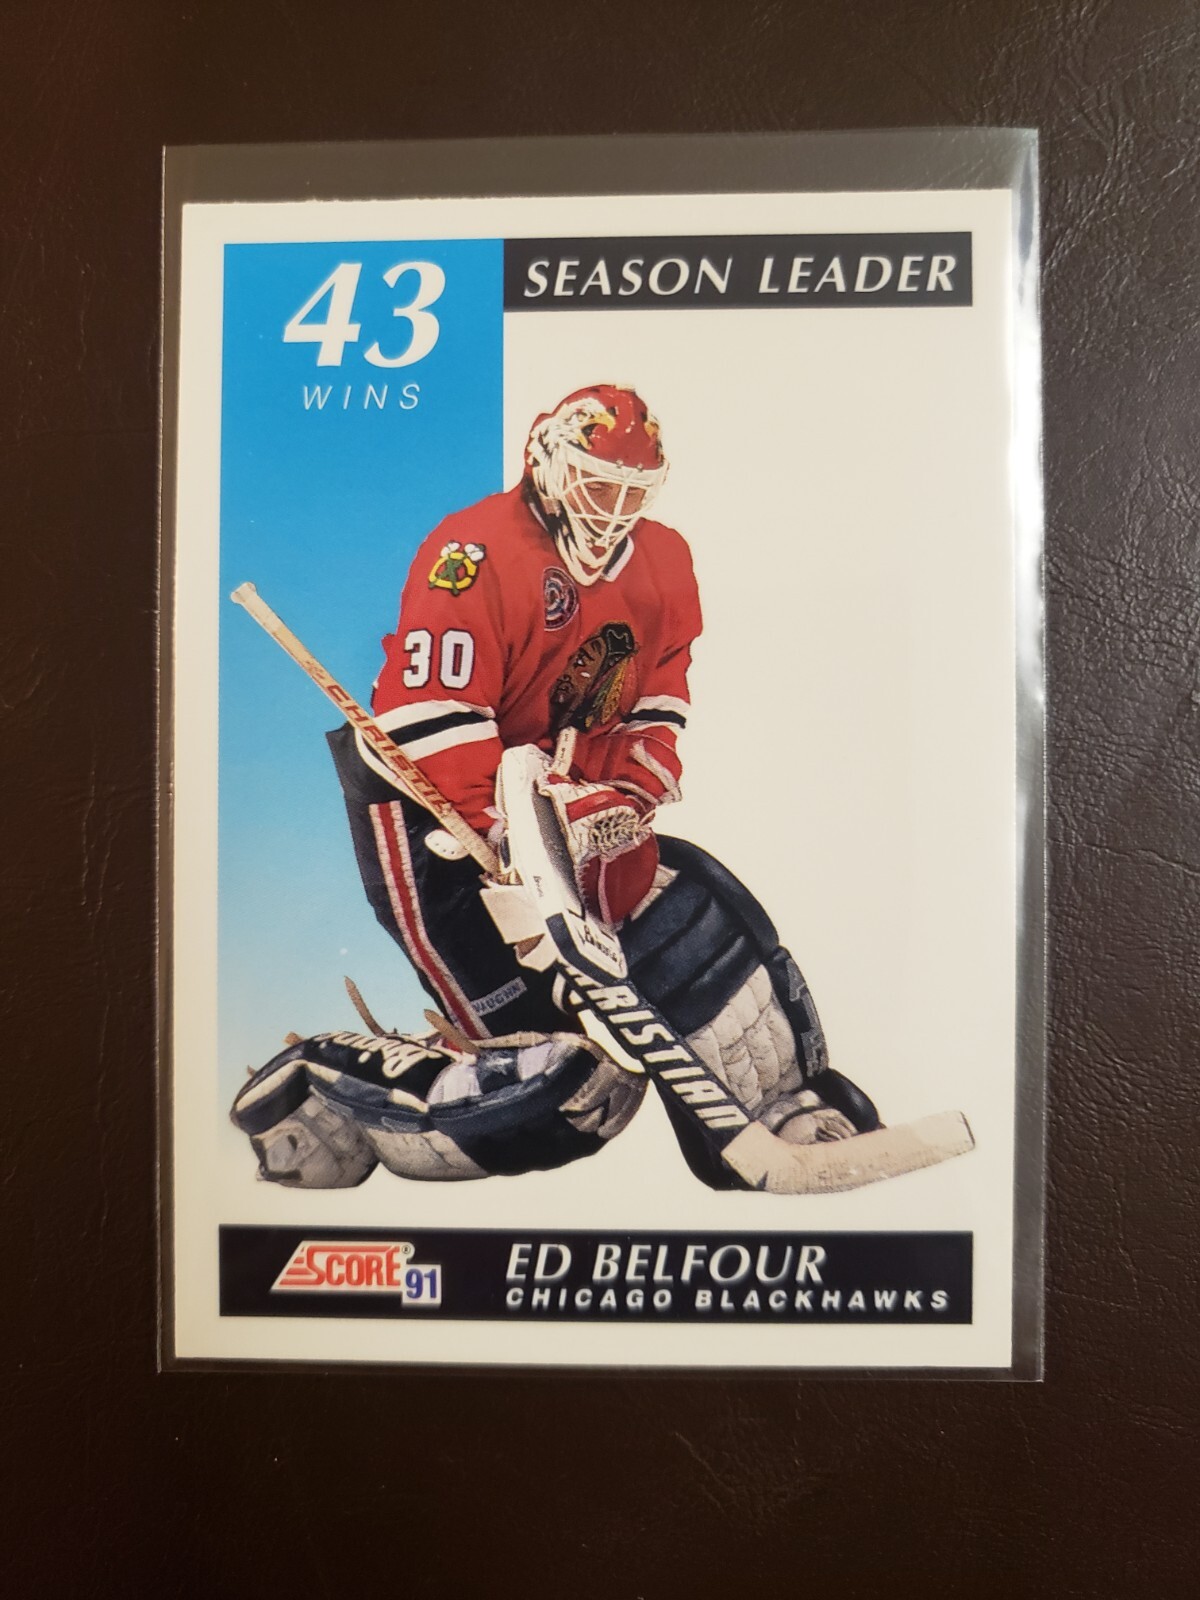 43
WINS
SEASON LEADER
30
CHRISTIAN
VAUGHN
CHRISTIAN
SCORE® 91
ED BELFOUR
CHICAGO BLACKHAWKS